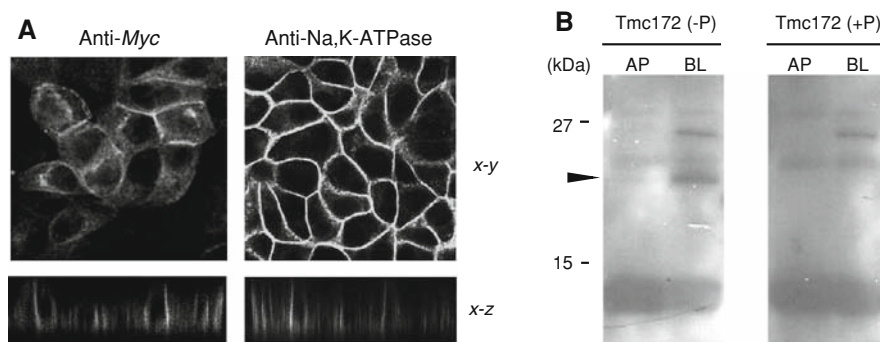 A
Anti-Myc
Anti-Na,K-ATPase
x-y
x-z
B
Tmc172 (-P)
Tmc172 (+P)
(kDa)
AP
BL
AP
BL
27
15